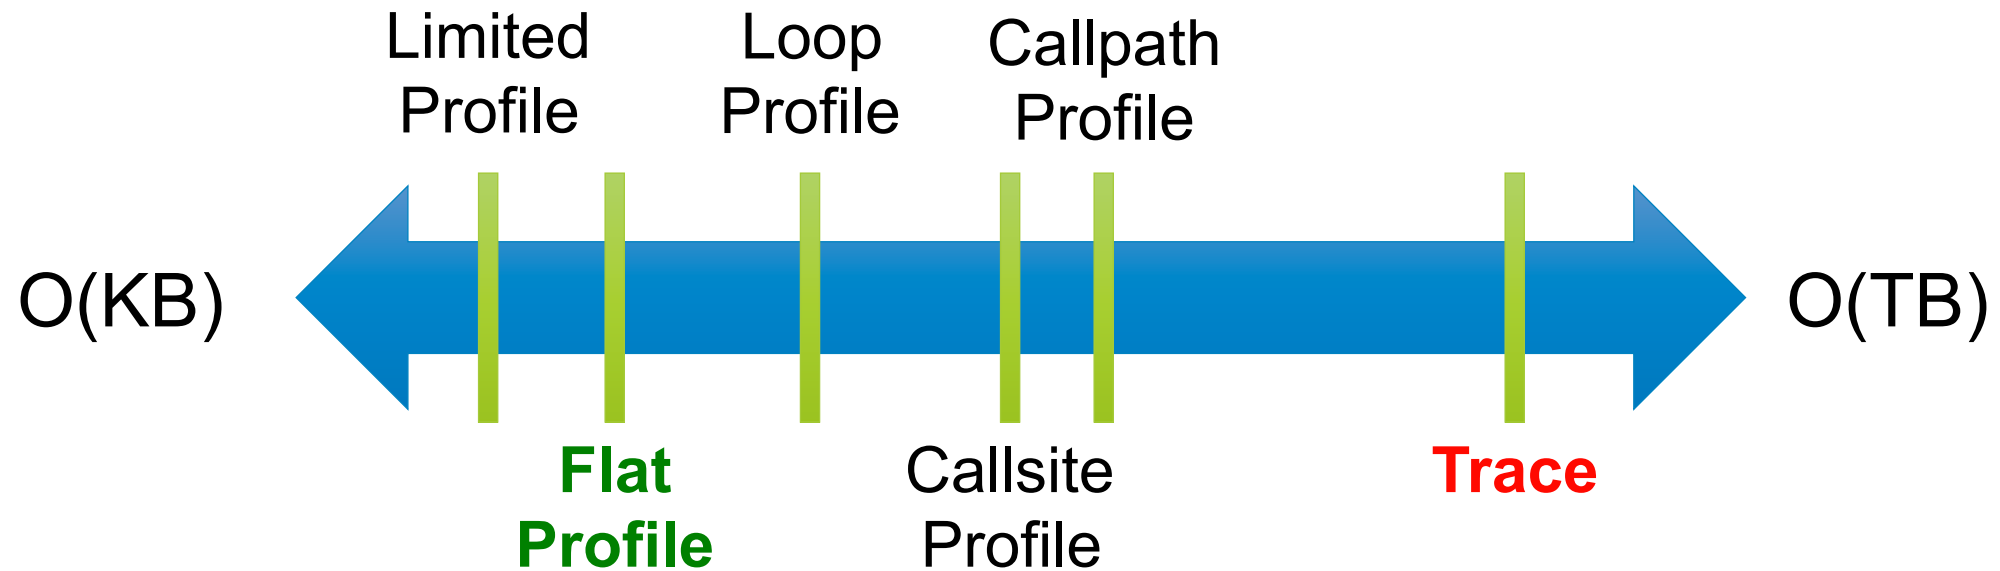 Limited
Profile
Loop
Profile
Callpath
Profile
O(KB)
O(TB)
Flat
Profile
Callsite
Profile
Trace